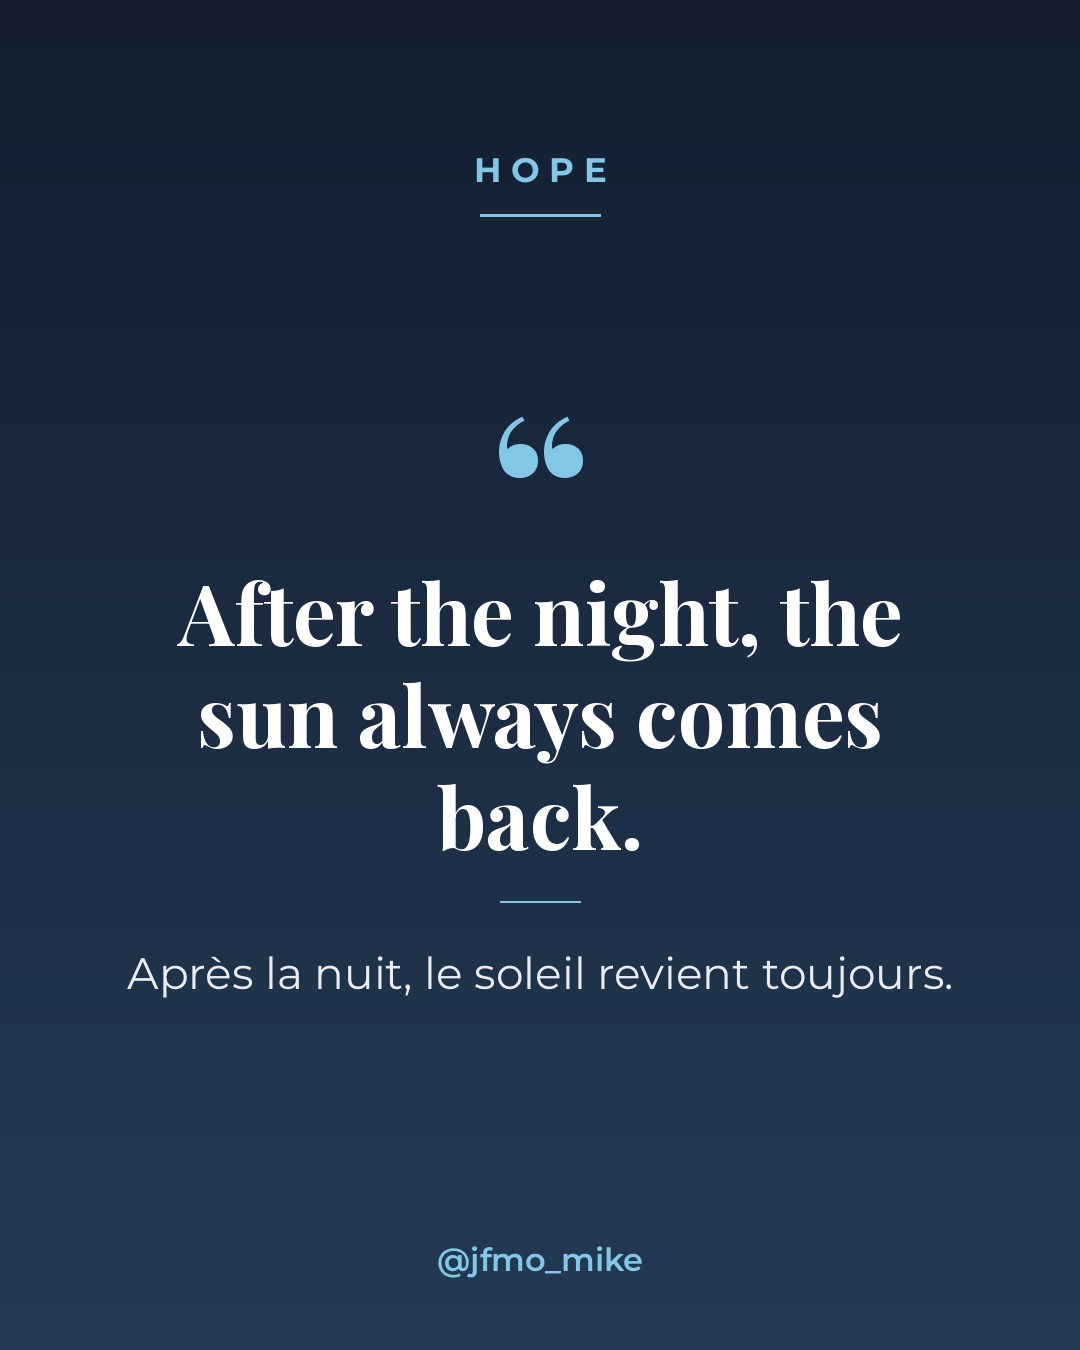 HOPE
“
After the night, the
sun always comes
back.
Après la nuit, le soleil revient toujours.
@jfmo_mike